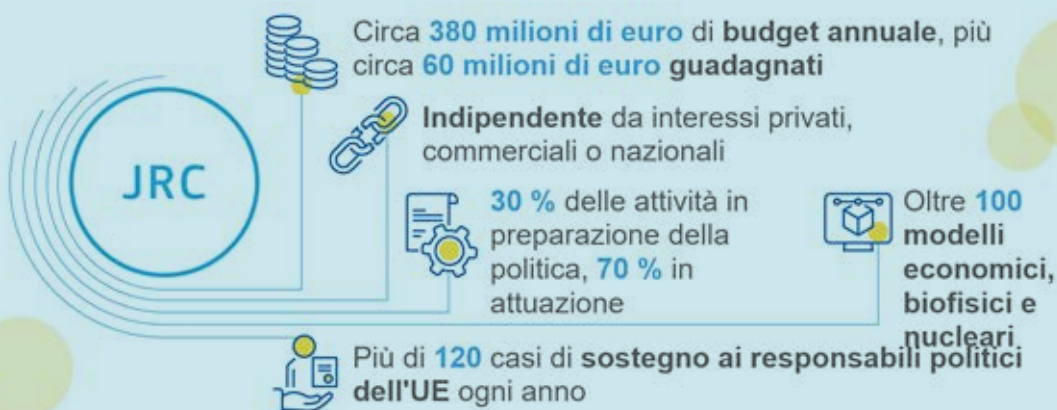 Circa 380 milioni di euro di budget annuale, più
circa 60 milioni di euro guadagnati
JRC
Indipendente da interessi privati,
commerciali o nazionali
30 % delle attività in
preparazione della
politica, 70 % in
attuazione
Oltre 100
modelli
economici,
biofisici e
nucleari
Più di 120 casi di sostegno ai responsabili politici
dell'UE ogni anno